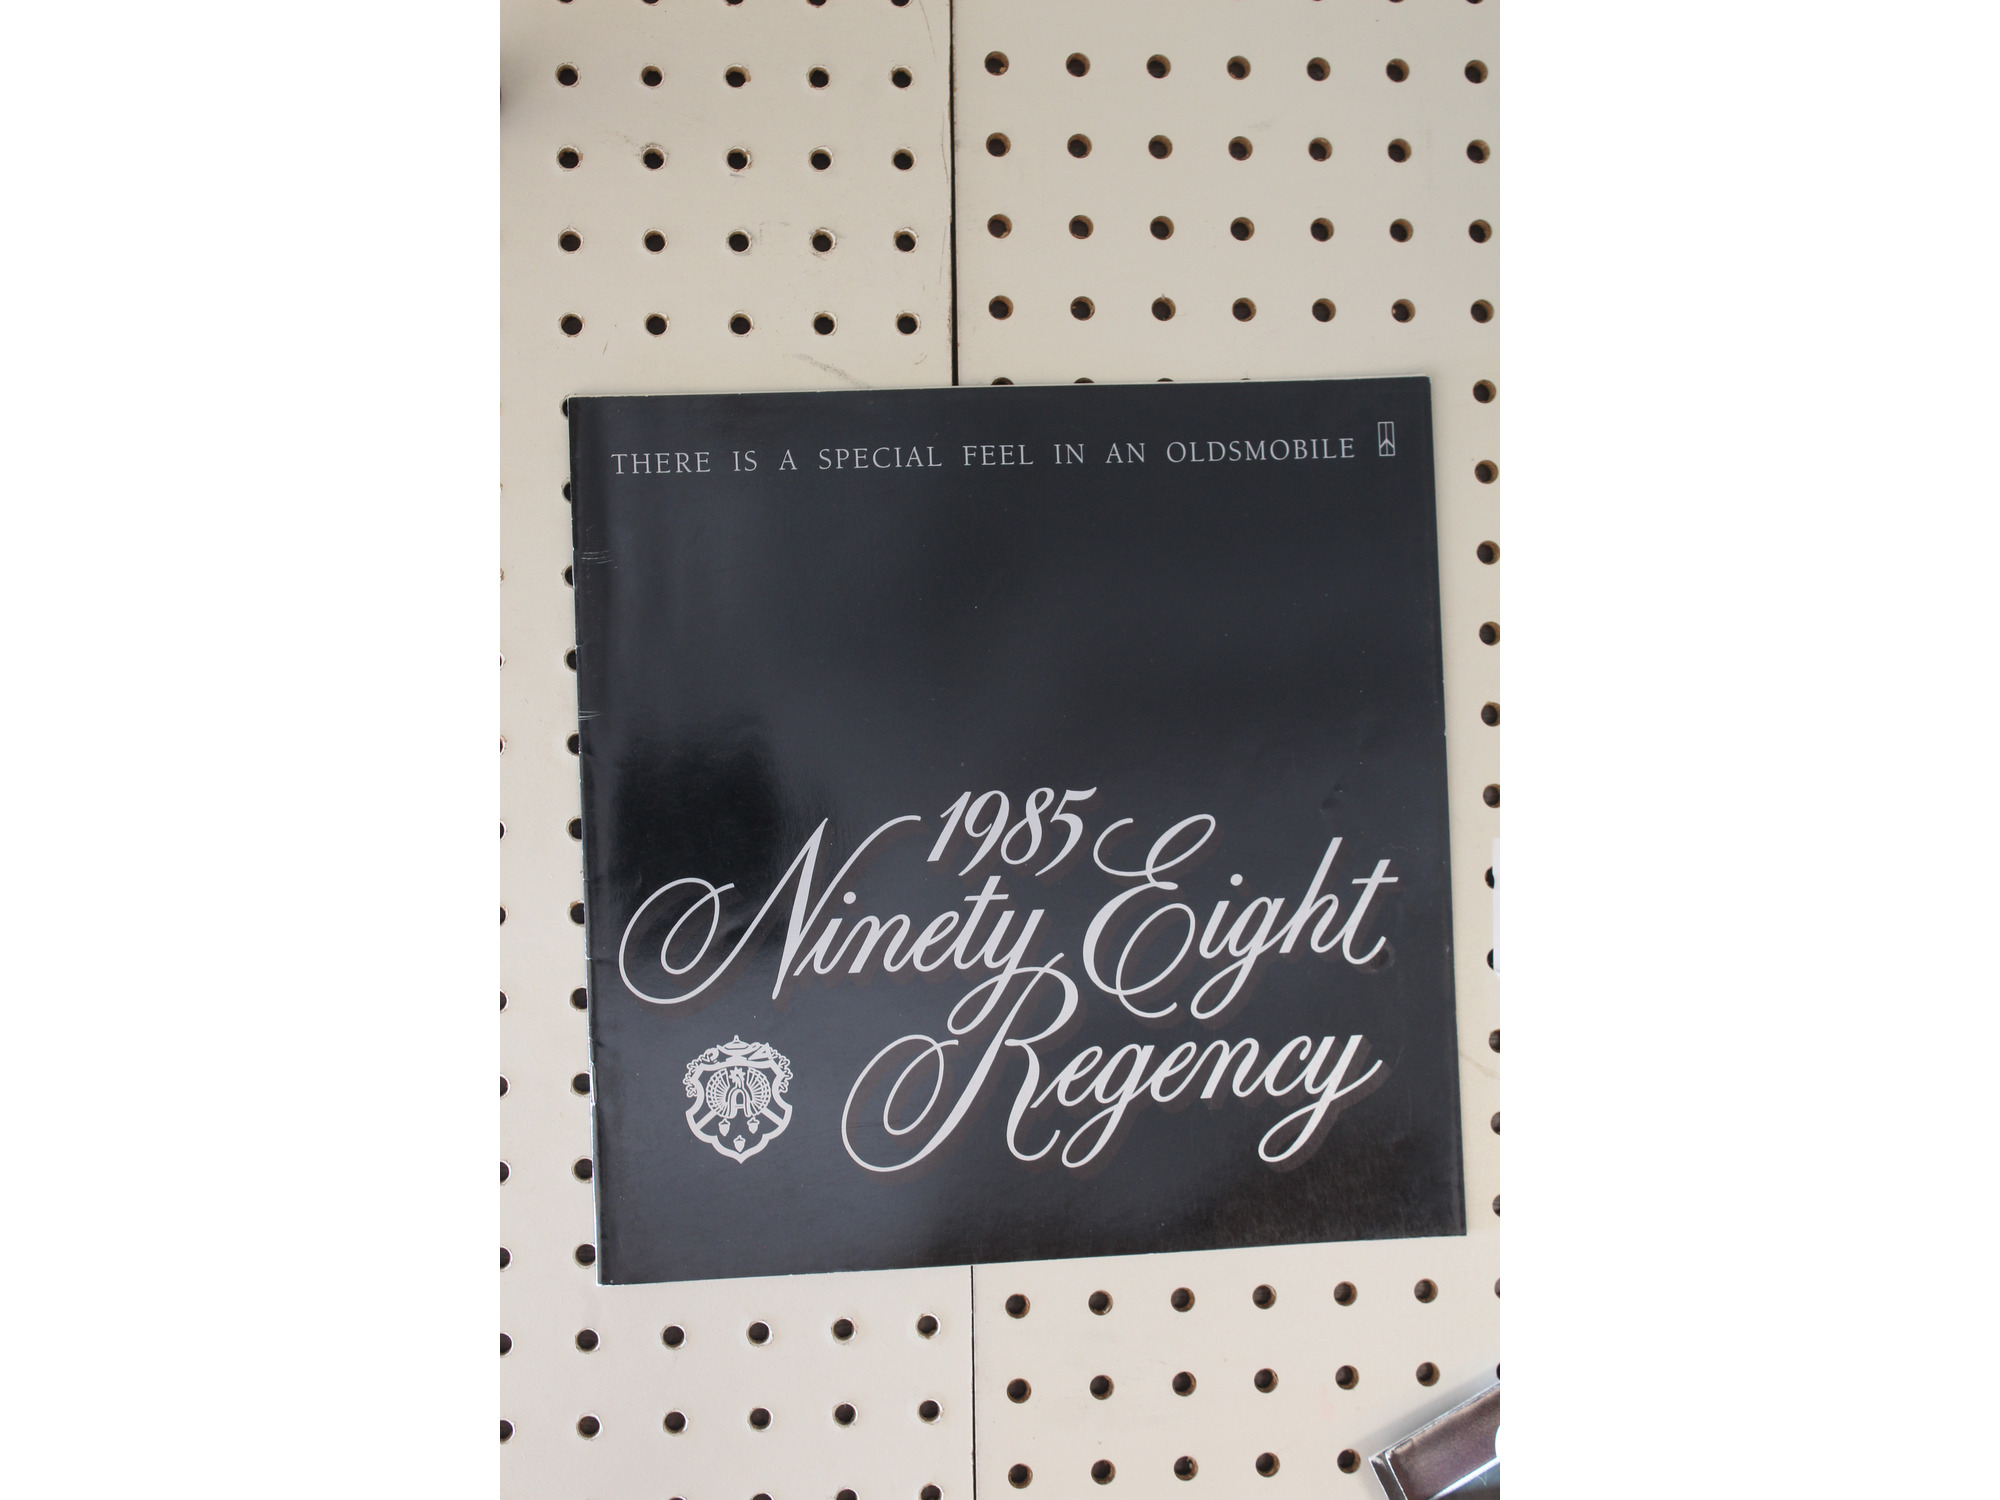 THERE IS A SPECIAL FEEL IN AN OLDSMOBILE
1985
Ninety Eight
Regency